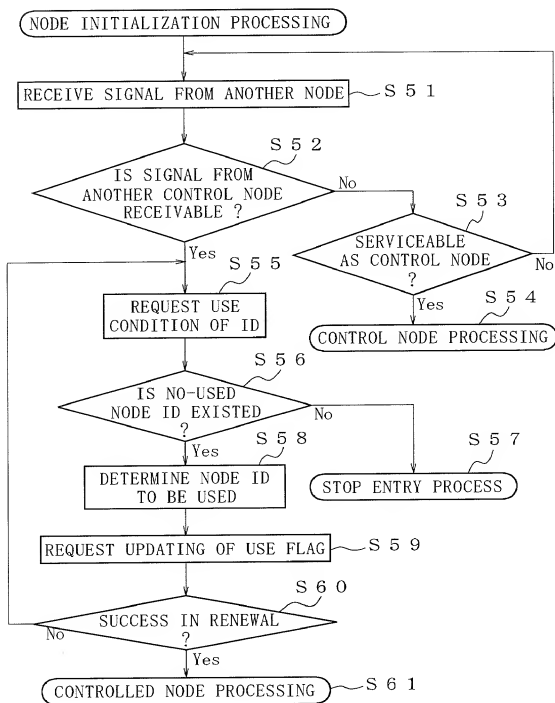 NODE INITIALIZATION PROCESSING
RECEIVE SIGNAL FROM ANOTHER NODE
S51
S52
IS SIGNAL FROM
ANOTHER CONTROL NODE
RECEIVABLE ?
No
Yes
S53
SERVICEABLE
AS CONTROL NODE
?
No
Yes
S54
CONTROL NODE PROCESSING
S55
REQUEST USE
CONDITION OF ID
S56
IS NO-USED
NODE ID EXISTED
?
No
Yes
S57
STOP ENTRY PROCESS
S58
DETERMINE NODE ID
TO BE USED
REQUEST UPDATING OF USE FLAG
S59
S60
SUCCESS IN RENEWAL
?
No
Yes
CONTROLLED NODE PROCESSING
S61